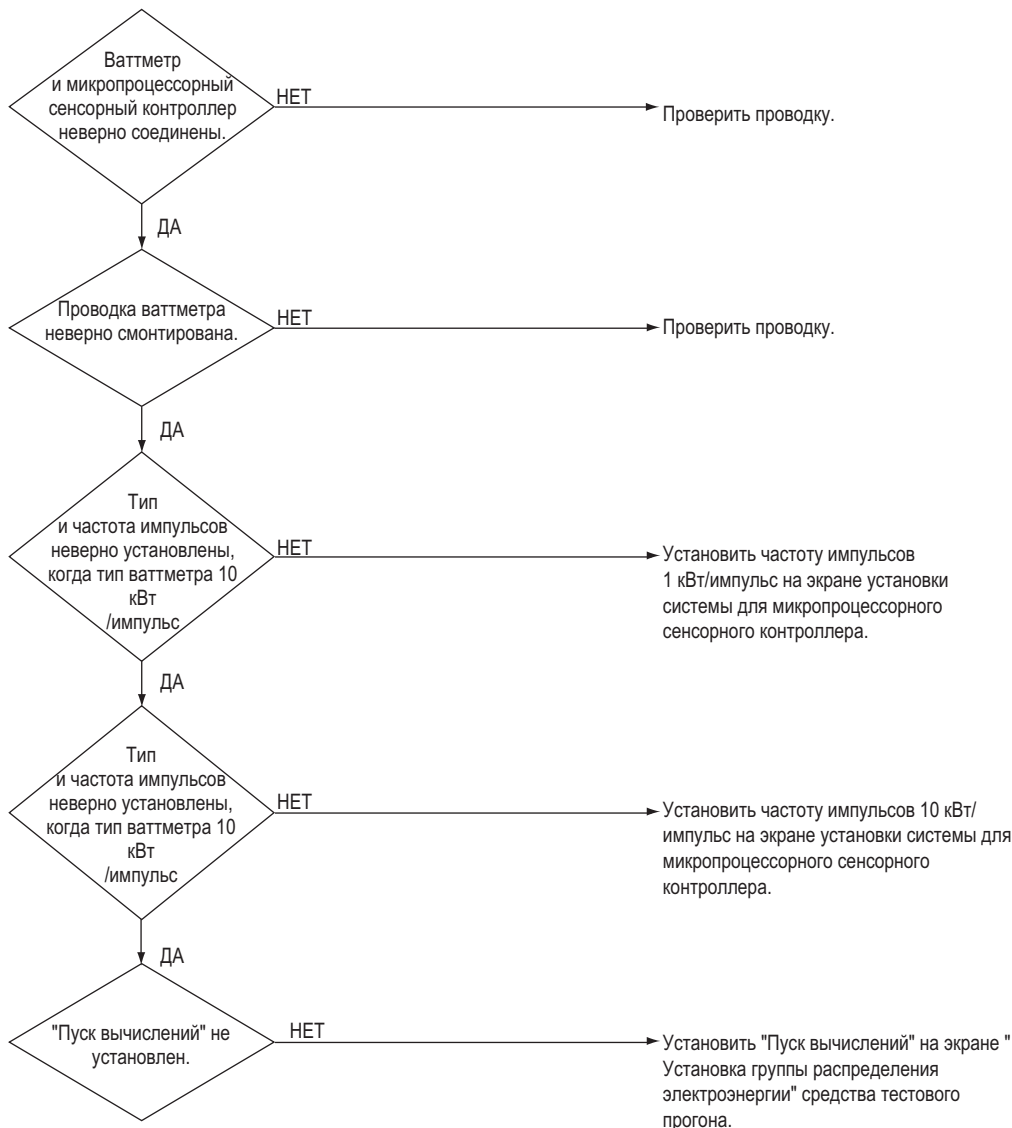 Ваттметр
и микропроцессорный
сенсорный контроллер
неверно соединены.
НЕТ
Проверить проводку.
ДА
Проводка ваттметра
неверно смонтирована.
НЕТ
Проверить проводку.
ДА
Тип
и частота импульсов
неверно установлены,
когда тип ваттметра 10
кВт
/импульс
НЕТ
Установить частоту импульсов
1 кВт/импульс на экране установки
системы для микропроцессорного
сенсорного контроллера.
ДА
Тип
и частота импульсов
неверно установлены,
когда тип ваттметра 10
кВт
/импульс
НЕТ
Установить частоту импульсов 10 кВт/
импульс на экране установки системы для
микропроцессорного сенсорного
контроллера.
ДА
"Пуск вычислений" не
установлен.
НЕТ
Установить "Пуск вычислений" на экране "
Установка группы распределения
электроэнергии" средства тестового
прогона.